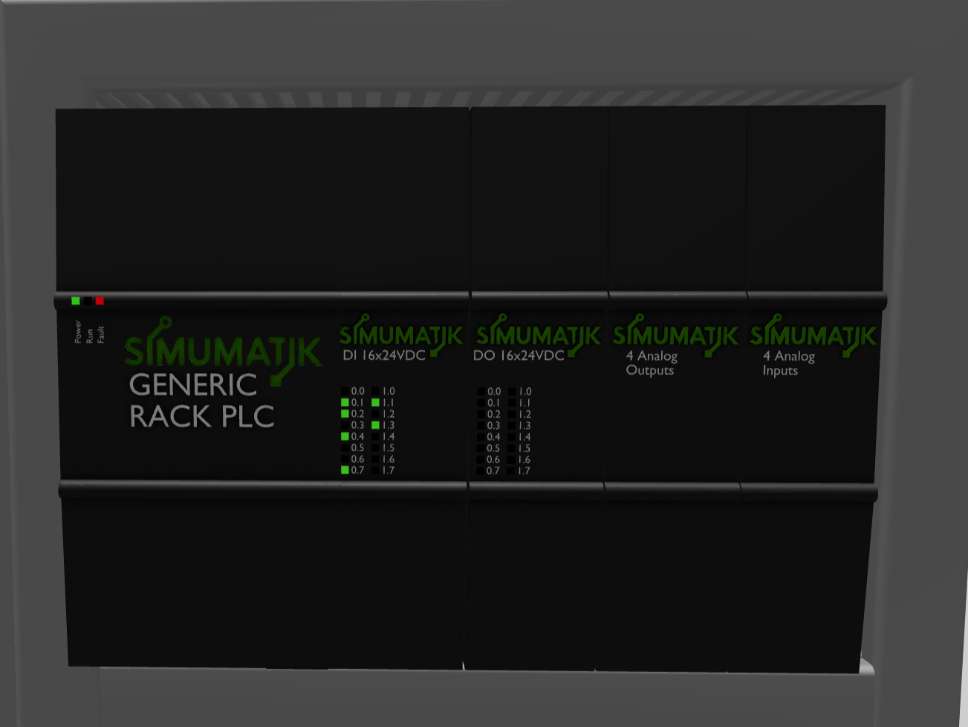 Power
Run
Fault
SIMUMATIK
GENERIC
RACK PLC
SIMUMATIK
DI 16x24VDC
0.0 1.0
0.1 1.1
0.2 1.2
0.3 1.3
0.4 1.4
0.5 1.5
0.6 1.6
0.7 1.7
SIMUMATIK
DO 16x24VDC
0.0 1.0
0.1 1.1
0.2 1.2
0.3 1.3
0.4 1.4
0.5 1.5
0.6 1.6
0.7 1.7
SIMUMATIK
4 Analog
Outputs
SIMUMATIK
4 Analog
Inputs